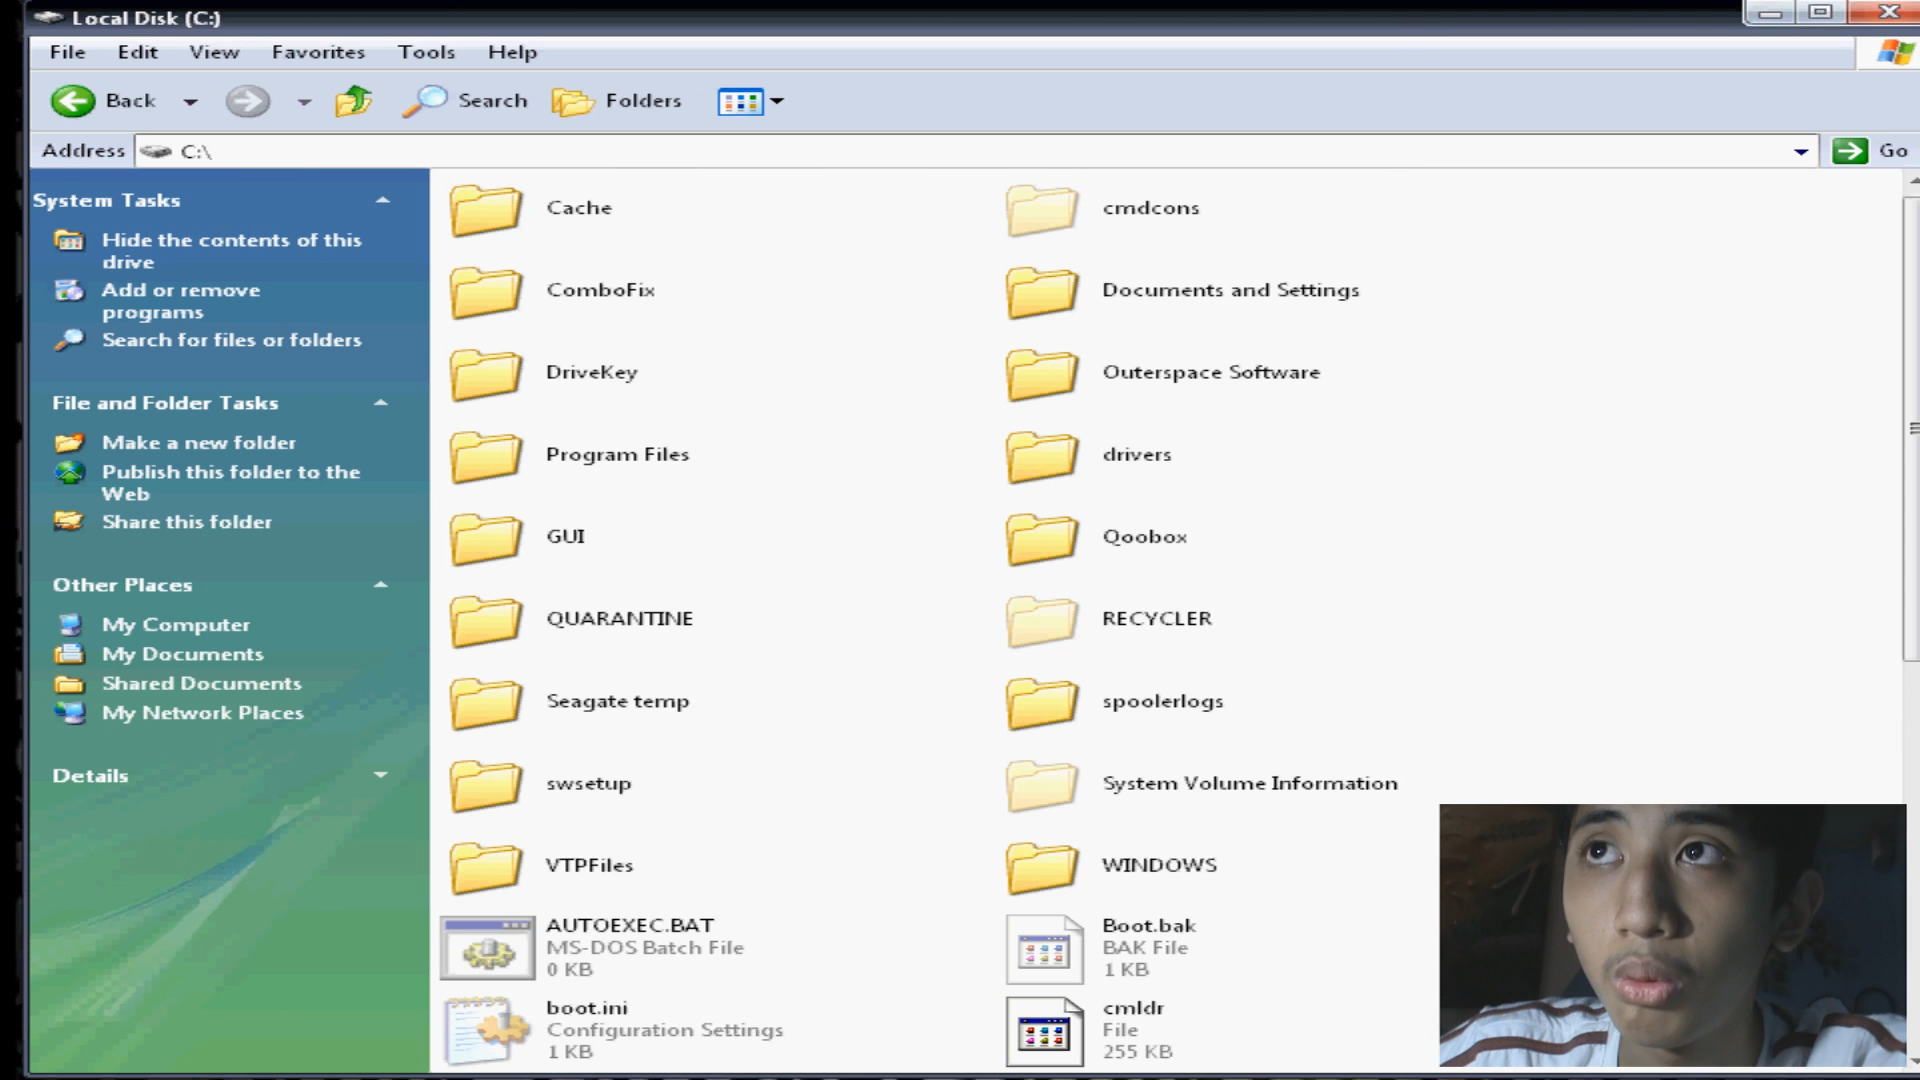 Local Disk (C:)
File Edit View Favorites Tools Help
Back Search Folders
Address C:\ Go
System Tasks
Hide the contents of this
drive
Add or remove
programs
Search for files or folders
File and Folder Tasks
Make a new folder
Publish this folder to the
Web
Share this folder
Other Places
My Computer
My Documents
Shared Documents
My Network Places
Details
Cache
cmdcons
ComboFix
Documents and Settings
DriveKey
Outerspace Software
Program Files
drivers
GUI
Qoobox
QUARANTINE
RECYCLER
Seagate temp
spoolerlogs
swsetup
System Volume Information
VTPFiles
WINDOWS
AUTOEXEC.BAT
MS-DOS Batch File
0 KB
Boot.bak
BAK File
1 KB
boot.ini
Configuration Settings
1 KB
cmldr
File
255 KB